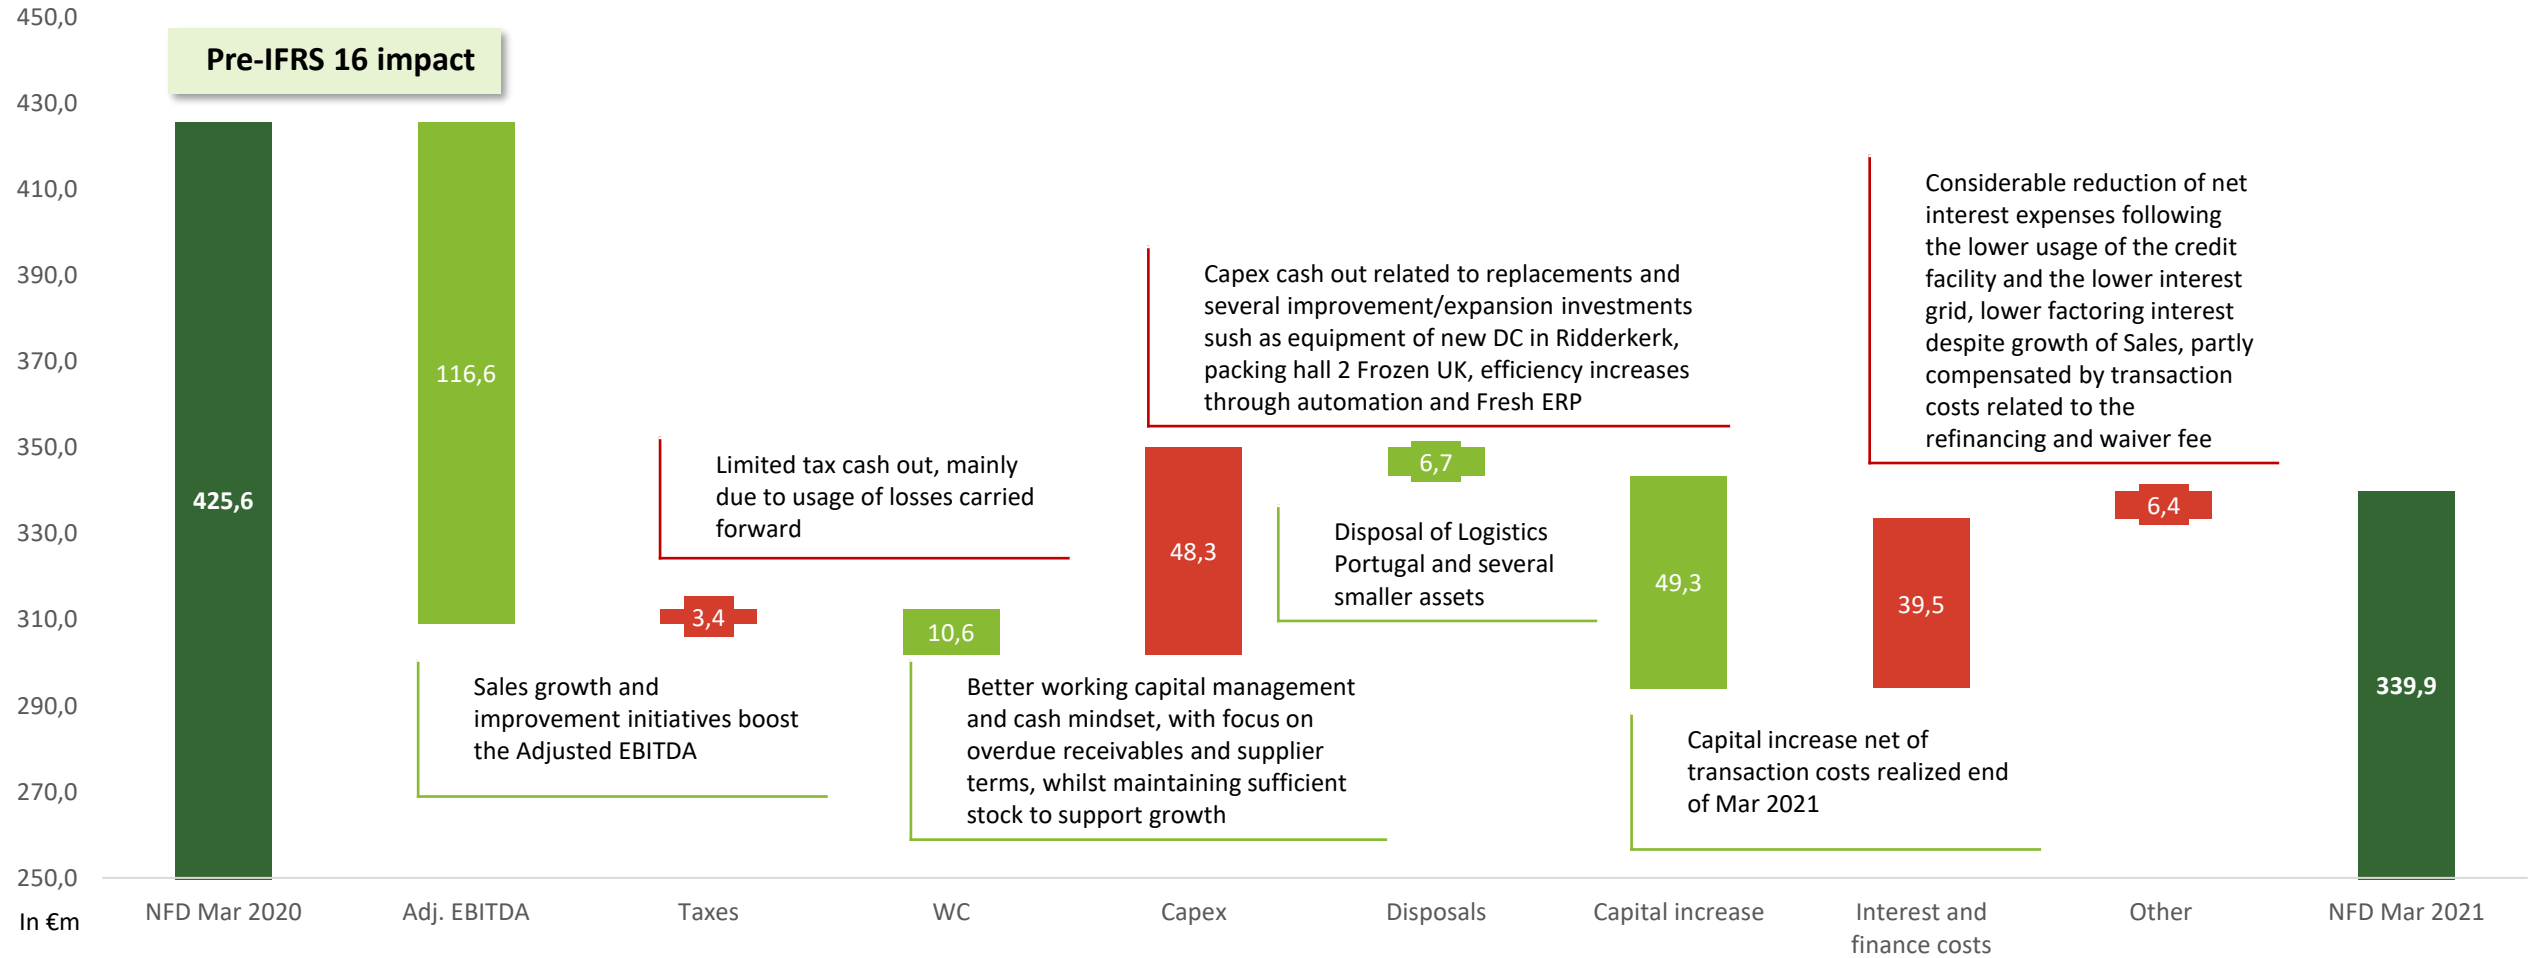 450,0
430,0
410,0
390,0
370,0
350,0
330,0
310,0
290,0
270,0
250,0
In €m
Pre-IFRS 16 impact
425,6
116,6
3,4
10,6
48,3
6,7
49,3
39,5
6,4
339,9
Sales growth and
improvement initiatives boost
the Adjusted EBITDA
Limited tax cash out, mainly
due to usage of losses carried
forward
Better working capital management
and cash mindset, with focus on
overdue receivables and supplier
terms, whilst maintaining sufficient
stock to support growth
Capex cash out related to replacements and
several improvement/expansion investments
sush as equipment of new DC in Ridderkerk,
packing hall 2 Frozen UK, efficiency increases
through automation and Fresh ERP
Disposal of Logistics
Portugal and several
smaller assets
Capital increase net of
transaction costs realized end
of Mar 2021
Considerable reduction of net
interest expenses following
the lower usage of the credit
facility and the lower interest
grid, lower factoring interest
despite growth of Sales, partly
compensated by transaction
costs related to the
refinancing and waiver fee
NFD Mar 2020
Adj. EBITDA
Taxes
WC
Capex
Disposals
Capital increase
Interest and
finance costs
Other
NFD Mar 2021